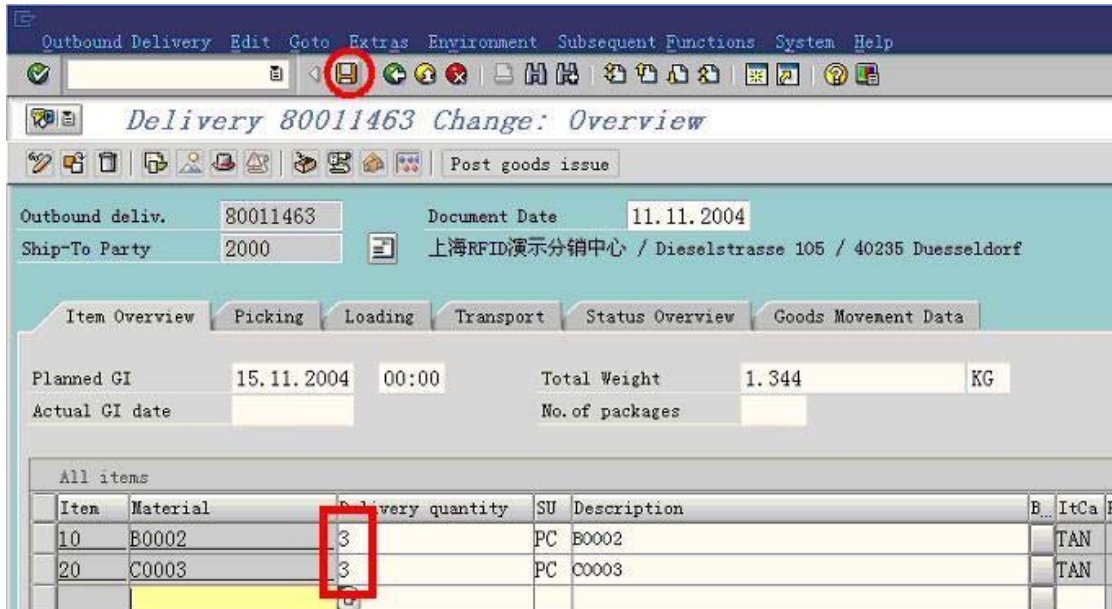 Outbound Delivery Edit Goto Extras Environment Subsequent Functions System Help
Delivery 80011463 Change: Overview
Post goods issue
Outbound deliv. 80011463 Document Date 11.11.2004
Ship-To Party 2000 上海RFID演示分销中心 / Dieselstrasse 105 / 40235 Duesseldorf
Item Overview Picking Loading Transport Status Overview Goods Movement Data
Planned GI 15.11.2004 00:00 Total Weight 1.344 KG
Actual GI date No.of packages
All items
Item Material Delivery quantity SU Description B.. ItCa
10 B0002 3 PC B0002 TAN
20 C0003 3 PC C0003 TAN